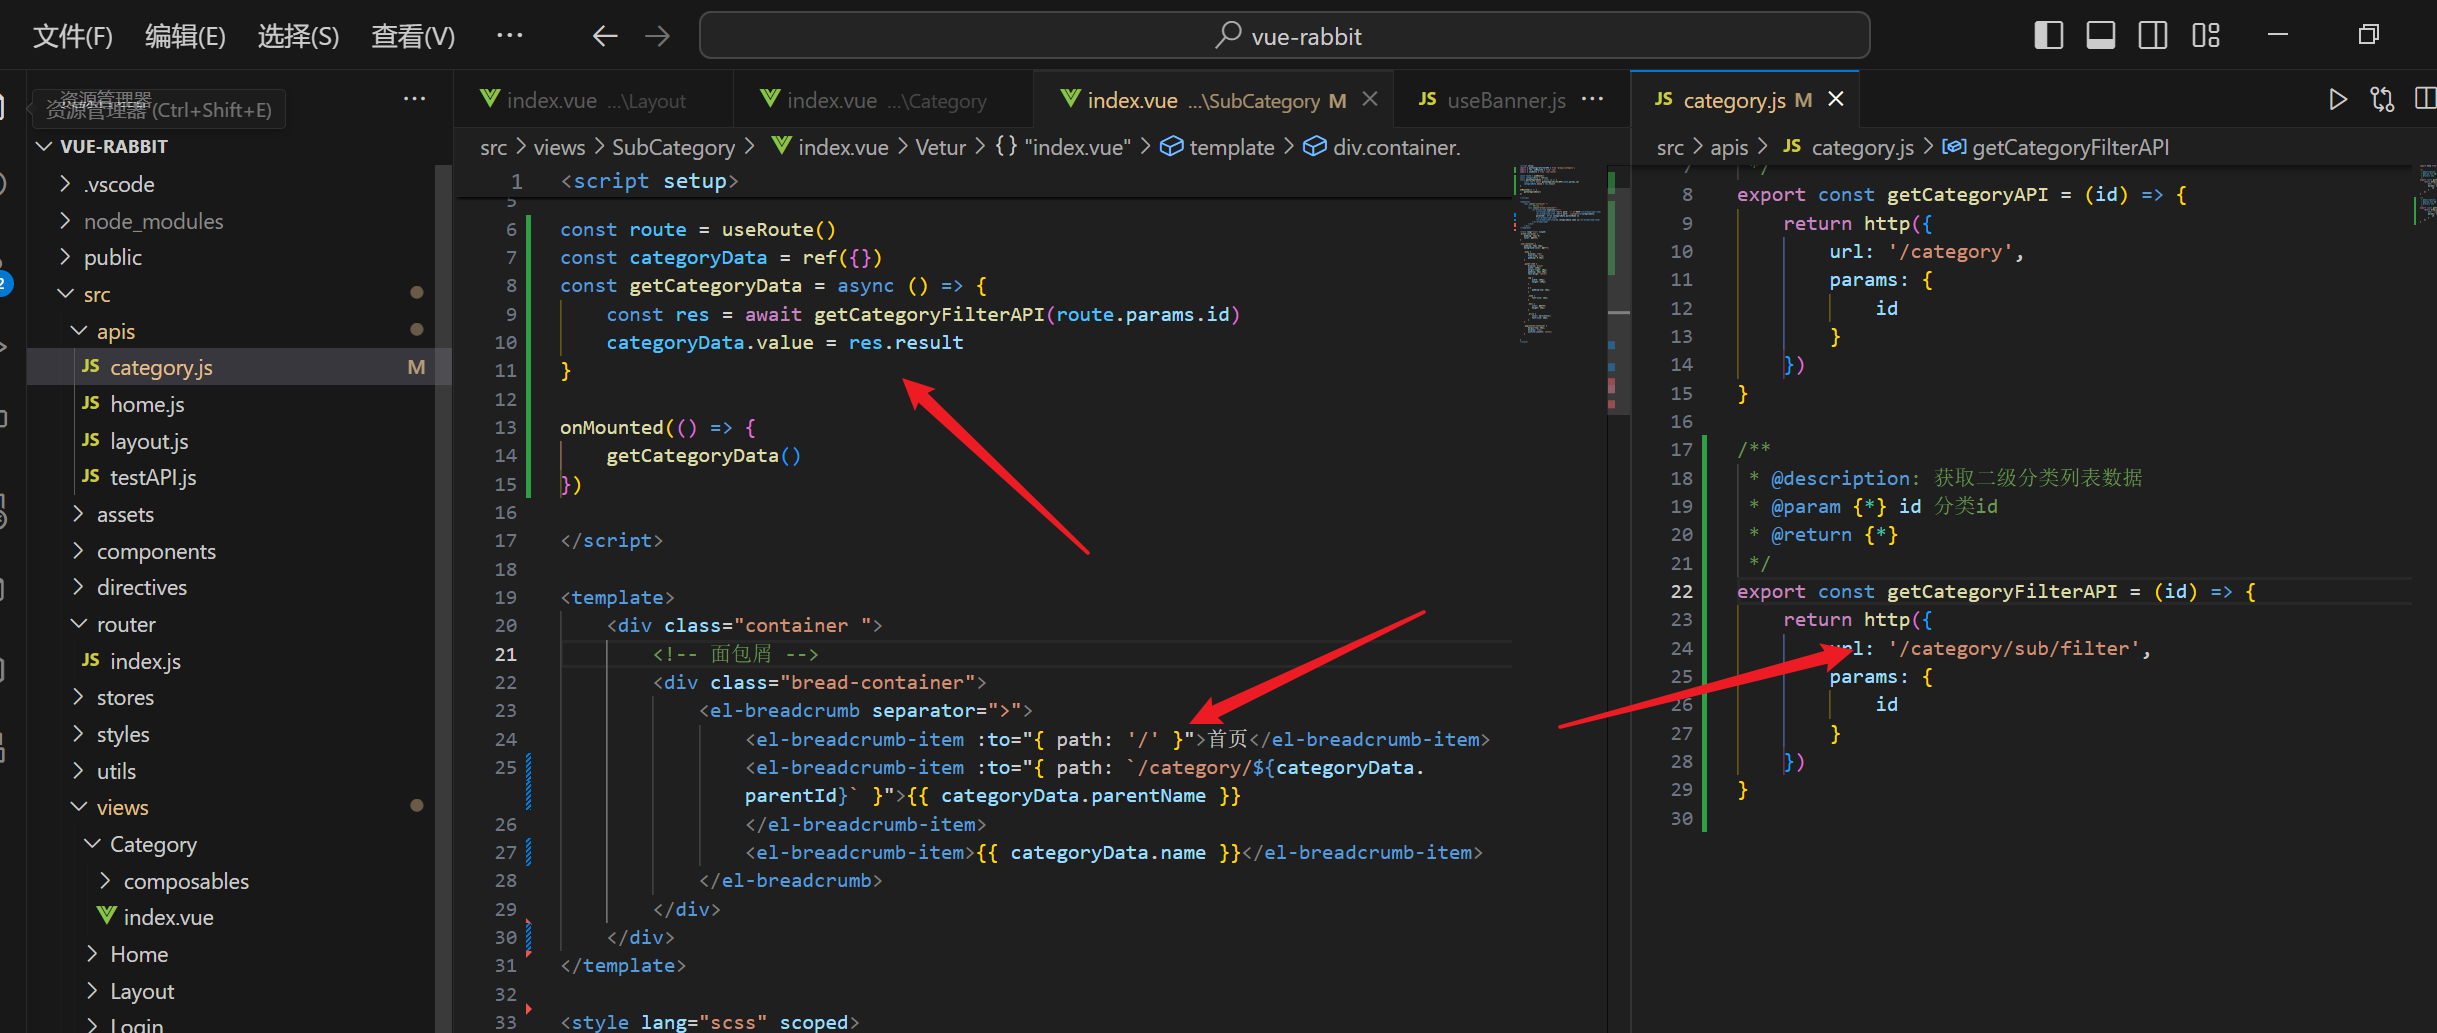 文件(F) 编辑(E) 选择(S) 查看(V) ··· vue-rabbit
资源管理器 ···
资源管理器 (Ctrl+Shift+E)
VUE-RABBIT
.vscode
node_modules
public
src
apis
JS category.js M
JS home.js
JS layout.js
JS testAPI.js
assets
components
directives
router
JS index.js
stores
styles
utils
views
Category
composables
index.vue
Home
Layout
Login
index.vue ...\Layout index.vue ...\Category index.vue ...\SubCategory M JS useBanner.js ···
src > views > SubCategory > index.vue > Vetur > {} "index.vue" > template > div.container.
1 <script setup>
5
6 const route = useRoute()
7 const categoryData = ref({})
8 const getCategoryData = async () => {
9 const res = await getCategoryFilterAPI(route.params.id)
10 categoryData.value = res.result
11 }
12
13 onMounted(() => {
14 getCategoryData()
15 })
16
17 </script>
18
19 <template>
20 <div class="container ">
21 <!-- 面包屑 -->
22 <div class="bread-container">
23 <el-breadcrumb separator=">">
24 <el-breadcrumb-item :to="{ path: '/' }">首页</el-breadcrumb-item>
25 <el-breadcrumb-item :to="{ path: `/category/${categoryData.
parentId}` }">{{ categoryData.parentName }}
26 </el-breadcrumb-item>
27 <el-breadcrumb-item>{{ categoryData.name }}</el-breadcrumb-item>
28 </el-breadcrumb>
29 </div>
30 </div>
31 </template>
32
33 <style lang="scss" scoped>
JS category.js M
src > apis > JS category.js > getCategoryFilterAPI
7 */
8 export const getCategoryAPI = (id) => {
9 return http({
10 url: '/category',
11 params: {
12 id
13 }
14 })
15 }
16
17 /**
18 * @description: 获取二级分类列表数据
19 * @param {*} id 分类id
20 * @return {*}
21 */
22 export const getCategoryFilterAPI = (id) => {
23 return http({
24 url: '/category/sub/filter',
25 params: {
26 id
27 }
28 })
29 }
30